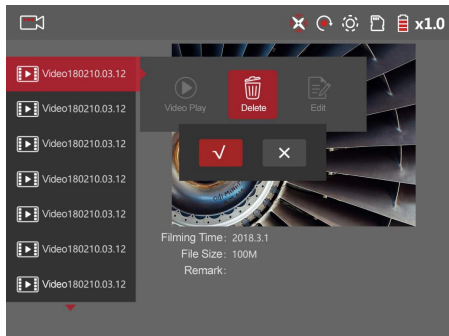 x1.0
Video180210.03.12
Video180210.03.12
Video180210.03.12
Video180210.03.12
Video180210.03.12
Video180210.03.12
Video180210.03.12
Video Play
Delete
Edit
√
×
Filming Time: 2018.3.1
File Size: 100M
Remark: